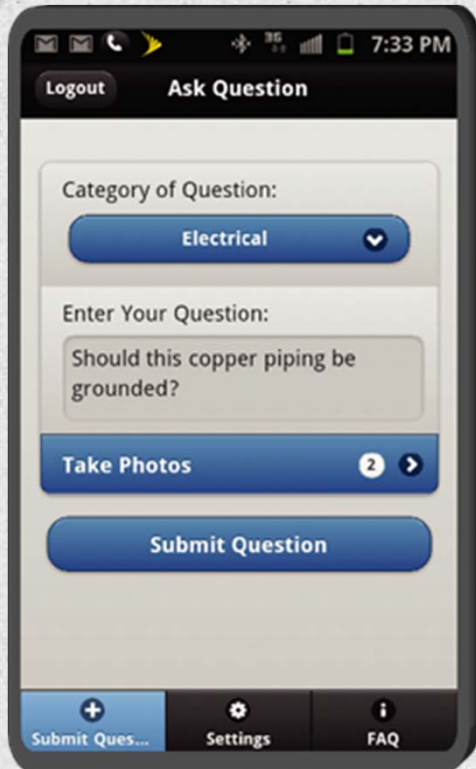 3G 7:33 PM
Logout Ask Question
Category of Question:
Electrical
Enter Your Question:
Should this copper piping be
grounded?
Take Photos 2
Submit Question
Submit Ques... Settings FAQ